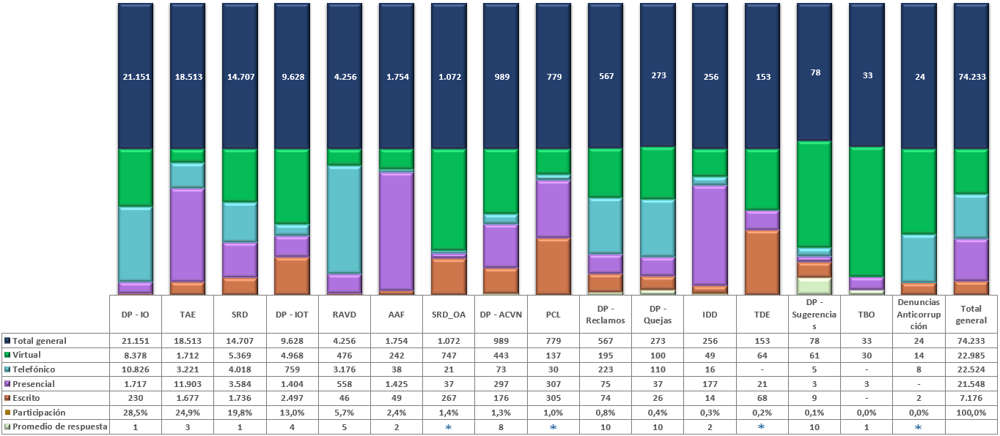 21.151 18.513 14.707 9.628 4.256 1.754 1.072 989 779 567 273 256 153 78 33 24 74.233
DP - IO TAE SRD DP - IOT RAVD AAF SRD_OA DP - ACVN PCL DP - Reclamos DP - Quejas IDD TDE DP - Sugerencias TBO Denuncias Anticorrupción Total general
Total general 21.151 18.513 14.707 9.628 4.256 1.754 1.072 989 779 567 273 256 153 78 33 24 74.233
Virtual 8.378 1.712 5.369 4.968 476 242 747 443 137 195 100 49 64 61 30 14 22.985
Telefónico 10.826 3.221 4.018 759 3.176 38 21 73 30 223 110 16 - 5 - 8 22.524
Presencial 1.717 11.903 3.584 1.404 558 1.425 37 297 307 75 37 177 21 3 3 - 21.548
Escrito 230 1.677 1.736 2.497 46 49 267 176 305 74 26 14 68 9 - 2 7.176
Participación 28,5% 24,9% 19,8% 13,0% 5,7% 2,4% 1,4% 1,3% 1,0% 0,8% 0,4% 0,3% 0,2% 0,1% 0,0% 0,0% 100,0%
Promedio de respuesta 1 3 1 4 5 2 * 8 * 10 10 2 * 10 1 *